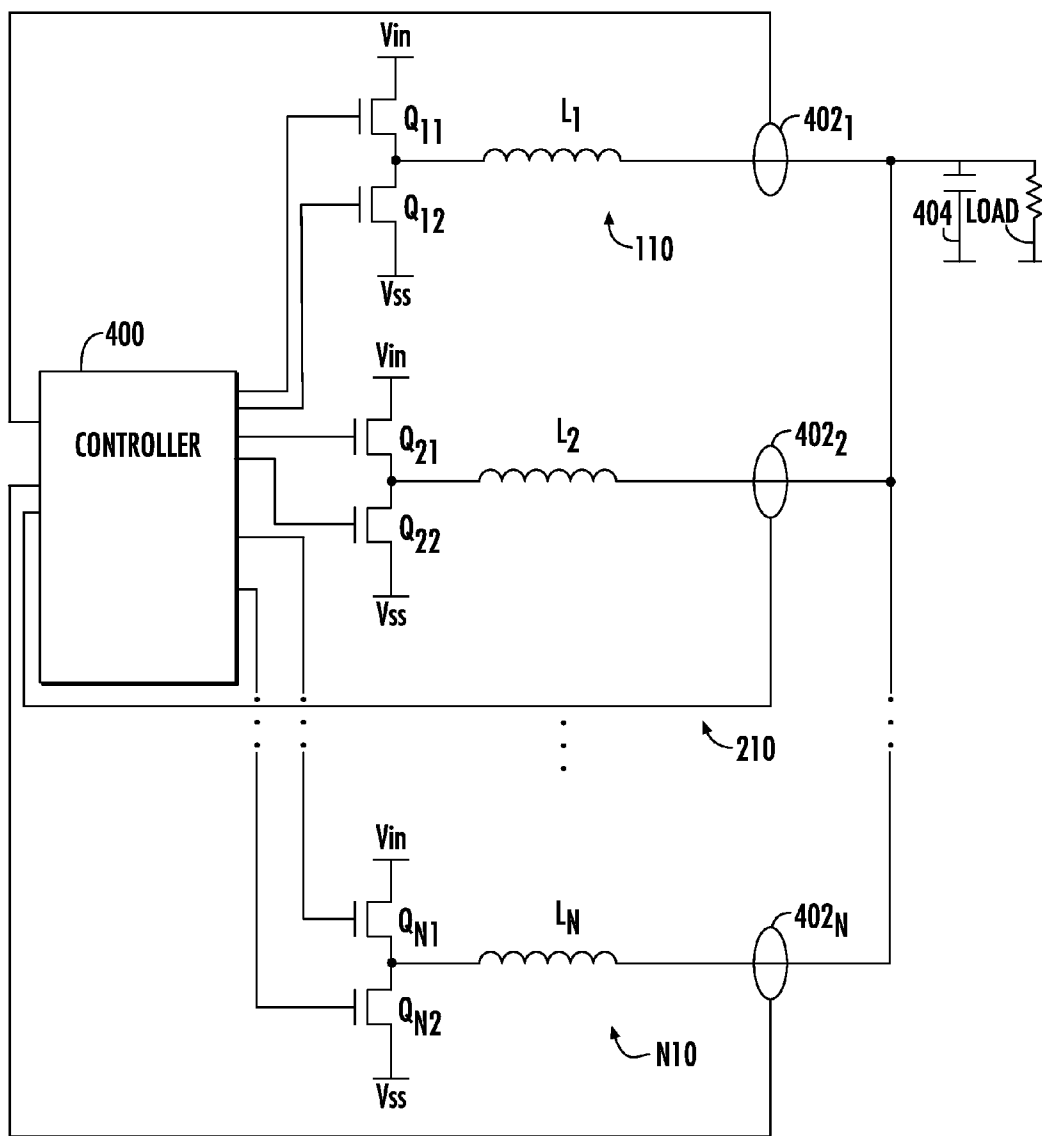 Vin
Q11
L1
4021
Q12
404
LOAD
110
Vss
400
Vin
CONTROLLER
Q21
L2
4022
Q22
Vss
210
Vin
QN1
LN
402N
QN2
N10
Vss